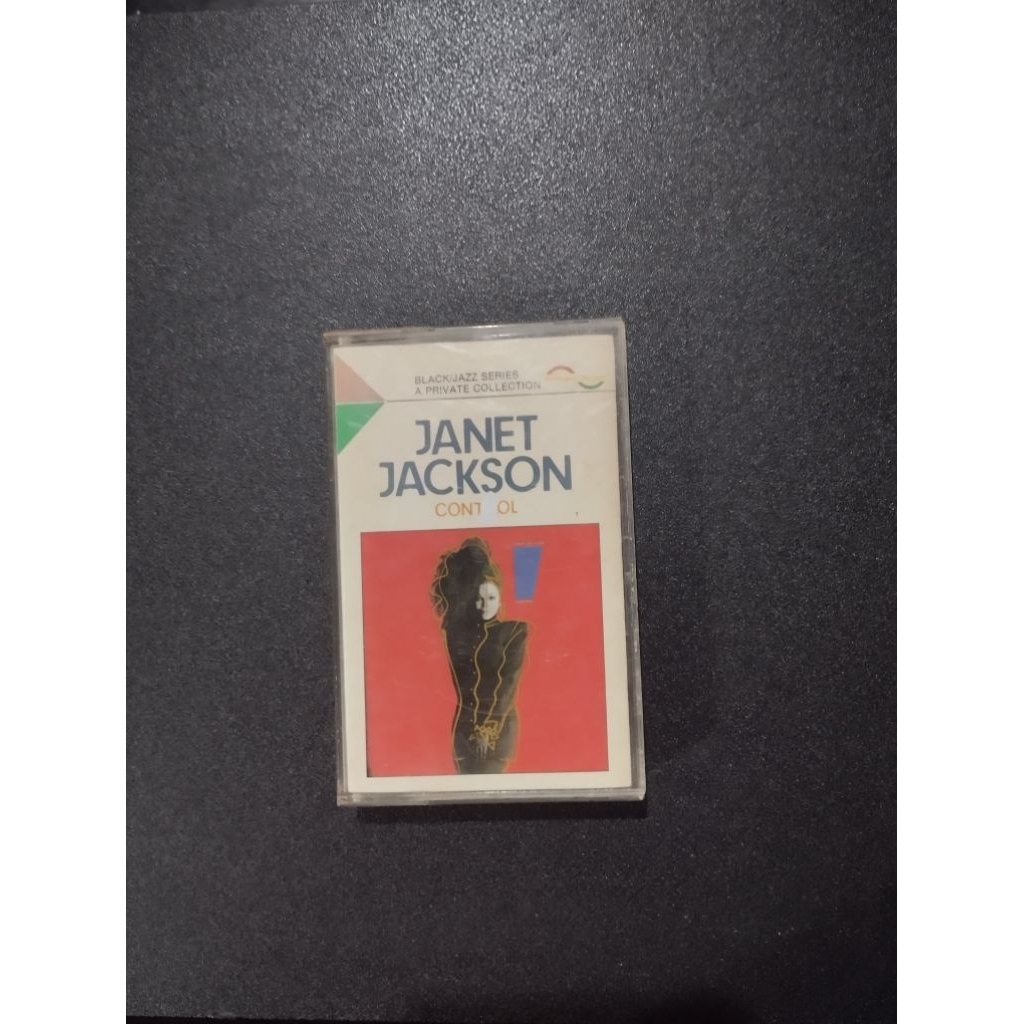 BLACK/JAZZ SERIES
A PRIVATE COLLECTION
JANET
JACKSON
CONT OL